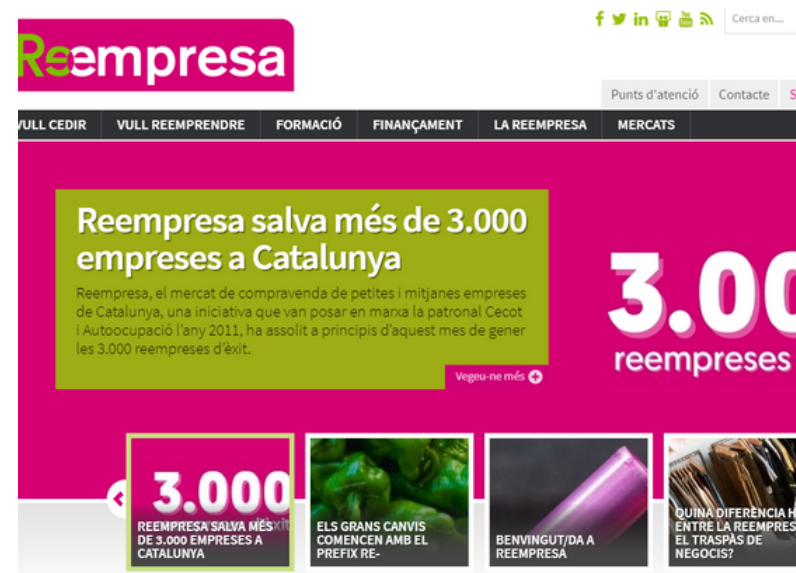 Reempresa
Cerca en...
Punts d'atenció Contacte S
VULL CEDIR VULL REEMPRENDRE FORMACIÓ FINANÇAMENT LA REEMPRESA MERCATS
Reempresa salva més de 3.000
empreses a Catalunya
Reempresa, el mercat de compravenda de petites i mitjanes empreses
de Catalunya, una iniciativa que van posar en marxa la patronal Cecot
i Autoocupació l'any 2011, ha assolit a principis d'aquest mes de gener
les 3.000 reempreses d'èxit.
Vegeu-ne més
3.00
reempreses
3.000
REEMPRESA SALVA MÉS
DE 3.000 EMPRESES A
CATALUNYA
ELS GRANS CANVIS
COMENCEN AMB EL
PREFIX RE-
BENVINGUT/DA A
REEMPRESA
QUINA DIFERÈNCIA H
ENTRE LA REEMPRES
EL TRASPÀS DE
NEGOCIS?